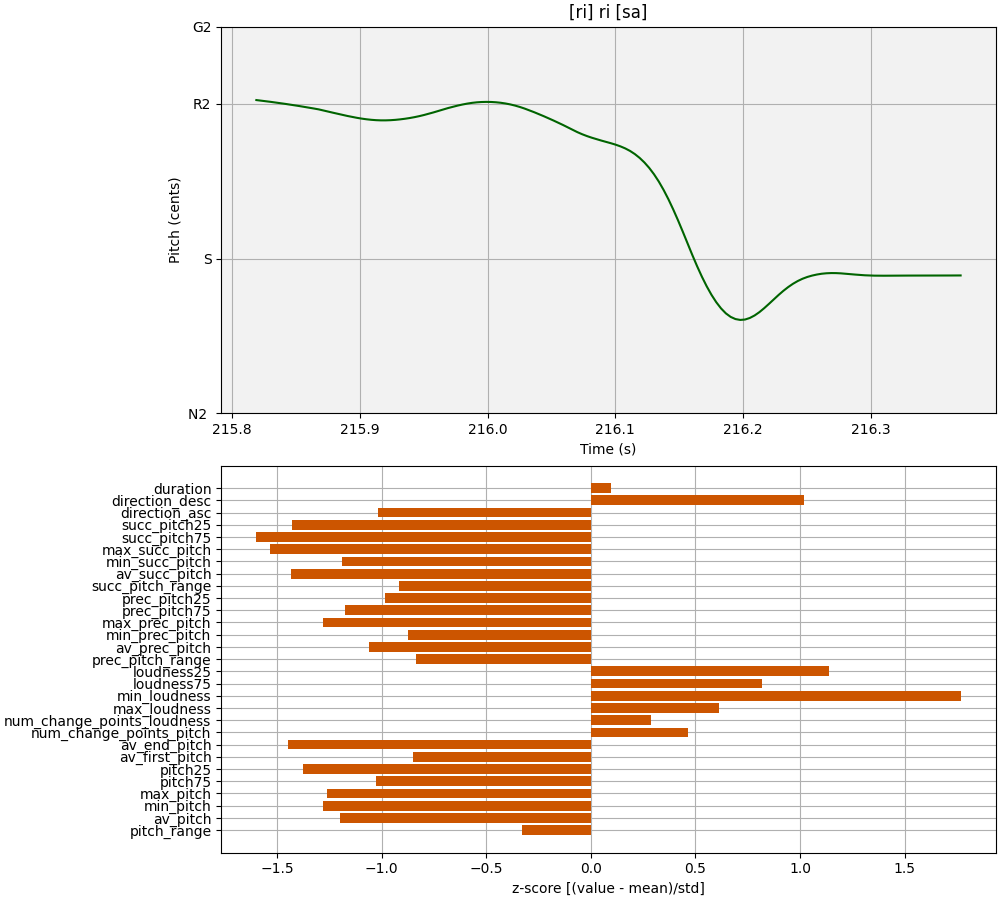 [ri] ri [sa]
G2
R2
S
N2
Pitch (cents)
215.8 215.9 216.0 216.1 216.2 216.3
Time (s)
duration
direction_desc
direction_asc
succ_pitch25
succ_pitch75
max_succ_pitch
min_succ_pitch
av_succ_pitch
succ_pitch_range
prec_pitch25
prec_pitch75
max_prec_pitch
min_prec_pitch
av_prec_pitch
prec_pitch_range
loudness25
loudness75
min_loudness
max_loudness
num_change_points_loudness
num_change_points_pitch
av_end_pitch
av_first_pitch
pitch25
pitch75
max_pitch
min_pitch
av_pitch
pitch_range
−1.5 −1.0 −0.5 0.0 0.5 1.0 1.5
z-score [(value - mean)/std]